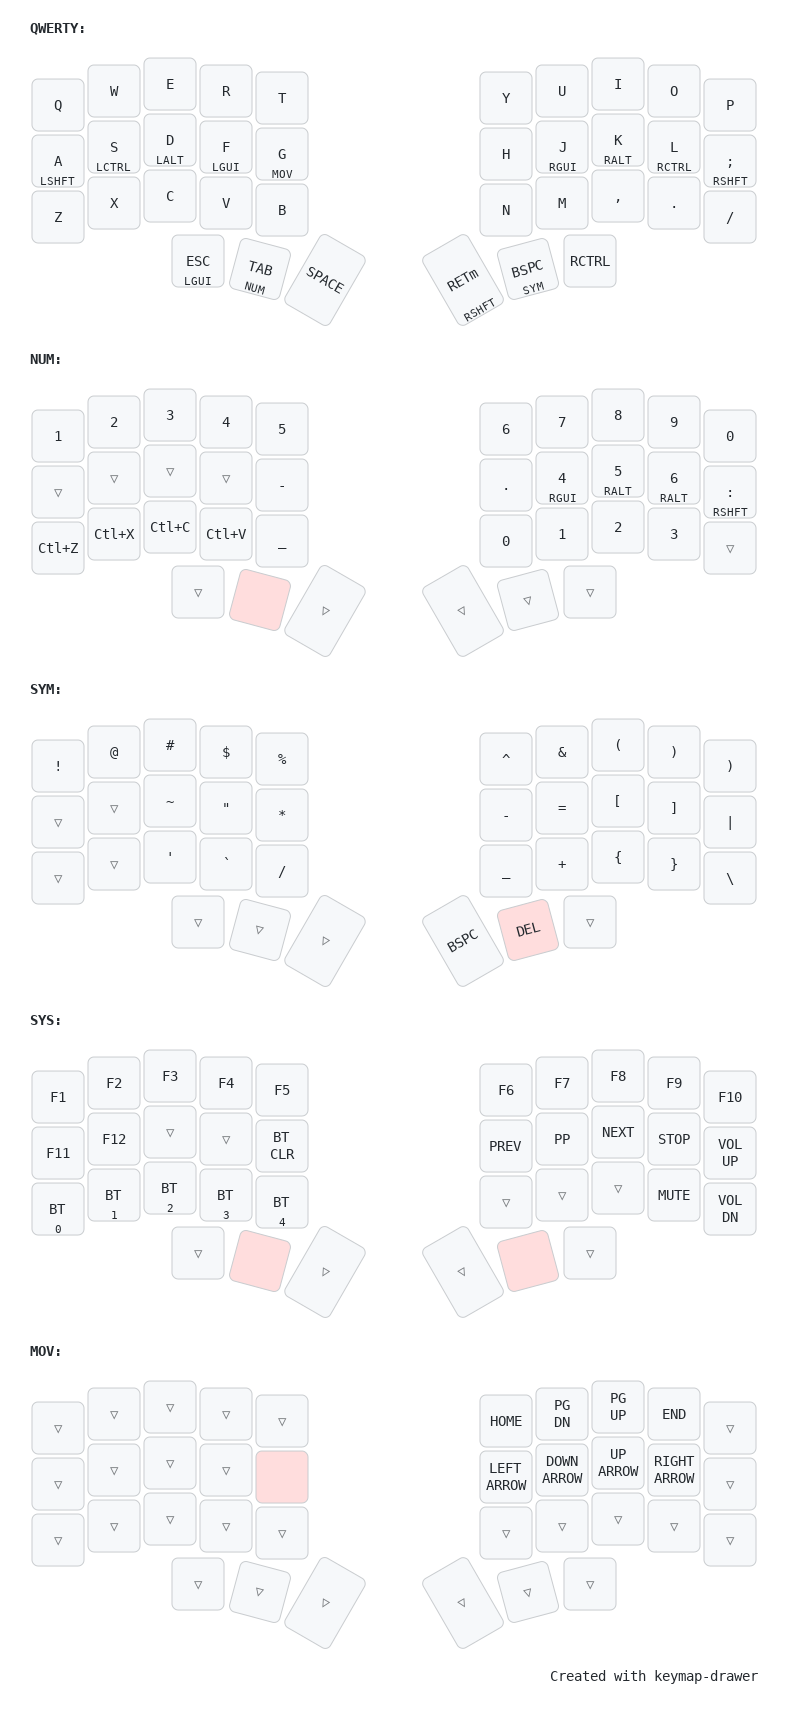 QWERTY:
Q W E R T Y U I O P
A S D F G H J K L ;
LSHFT LCTRL LALT LGUI MOV RGUI RALT RCTRL RSHFT
Z X C V B N M , . /
ESC TAB SPACE RETm BSPC RCTRL
LGUI NUM RSHFT SYM
NUM:
1 2 3 4 5 6 7 8 9 0
▽ ▽ ▽ ▽ - . 4 5 6 :
RGUI RALT RALT RSHFT
Ctl+Z Ctl+X Ctl+C Ctl+V _ 0 1 2 3 ▽
▽ ▽ ▽ ▽ ▽
SYM:
! @ # $ % ^ & ( ) )
▽ ▽ ~ " * - = [ ] |
▽ ▽ ' ` / _ + { } \
▽ ▽ ▽ BSPC DEL ▽
SYS:
F1 F2 F3 F4 F5 F6 F7 F8 F9 F10
F11 F12 ▽ ▽ BT CLR PREV PP NEXT STOP VOL UP
BT 0 BT 1 BT 2 BT 3 BT 4 ▽ ▽ ▽ MUTE VOL DN
▽ ▽ ▽ ▽
MOV:
▽ ▽ ▽ ▽ ▽ HOME PG DN PG UP END ▽
▽ ▽ ▽ ▽ LEFT ARROW DOWN ARROW UP ARROW RIGHT ARROW ▽
▽ ▽ ▽ ▽ ▽ ▽ ▽ ▽ ▽ ▽
▽ ▽ ▽ ▽ ▽ ▽
Created with keymap-drawer